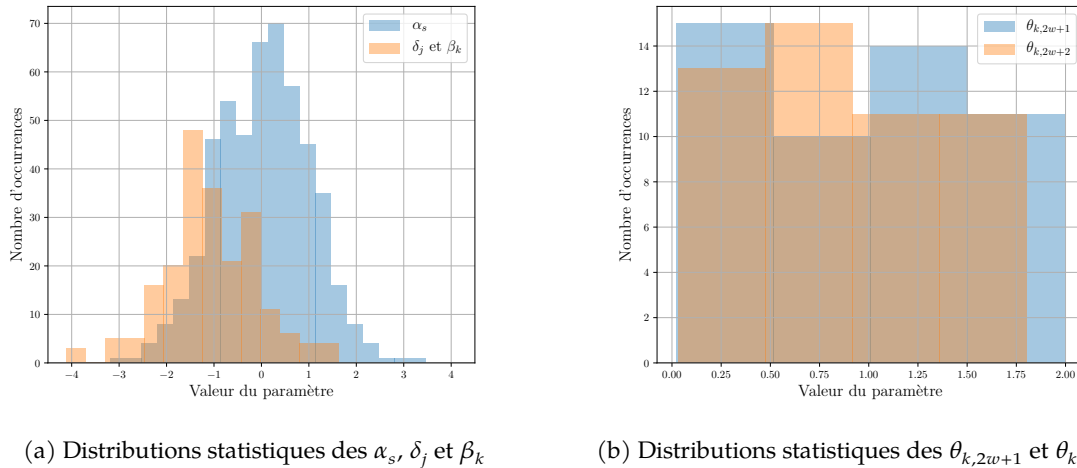 70
60
50
40
30
20
10
0
−4 −3 −2 −1 0 1 2 3 4
Nombre d'occurrences
Valeur du paramètre
α_s
δ_j et β_k
(a) Distributions statistiques des α_s, δ_j et β_k
14
12
10
8
6
4
2
0
0.00 0.25 0.50 0.75 1.00 1.25 1.50 1.75 2.00
Nombre d'occurrences
Valeur du paramètre
θ_{k,2w+1}
θ_{k,2w+2}
(b) Distributions statistiques des θ_{k,2w+1} et θ_k